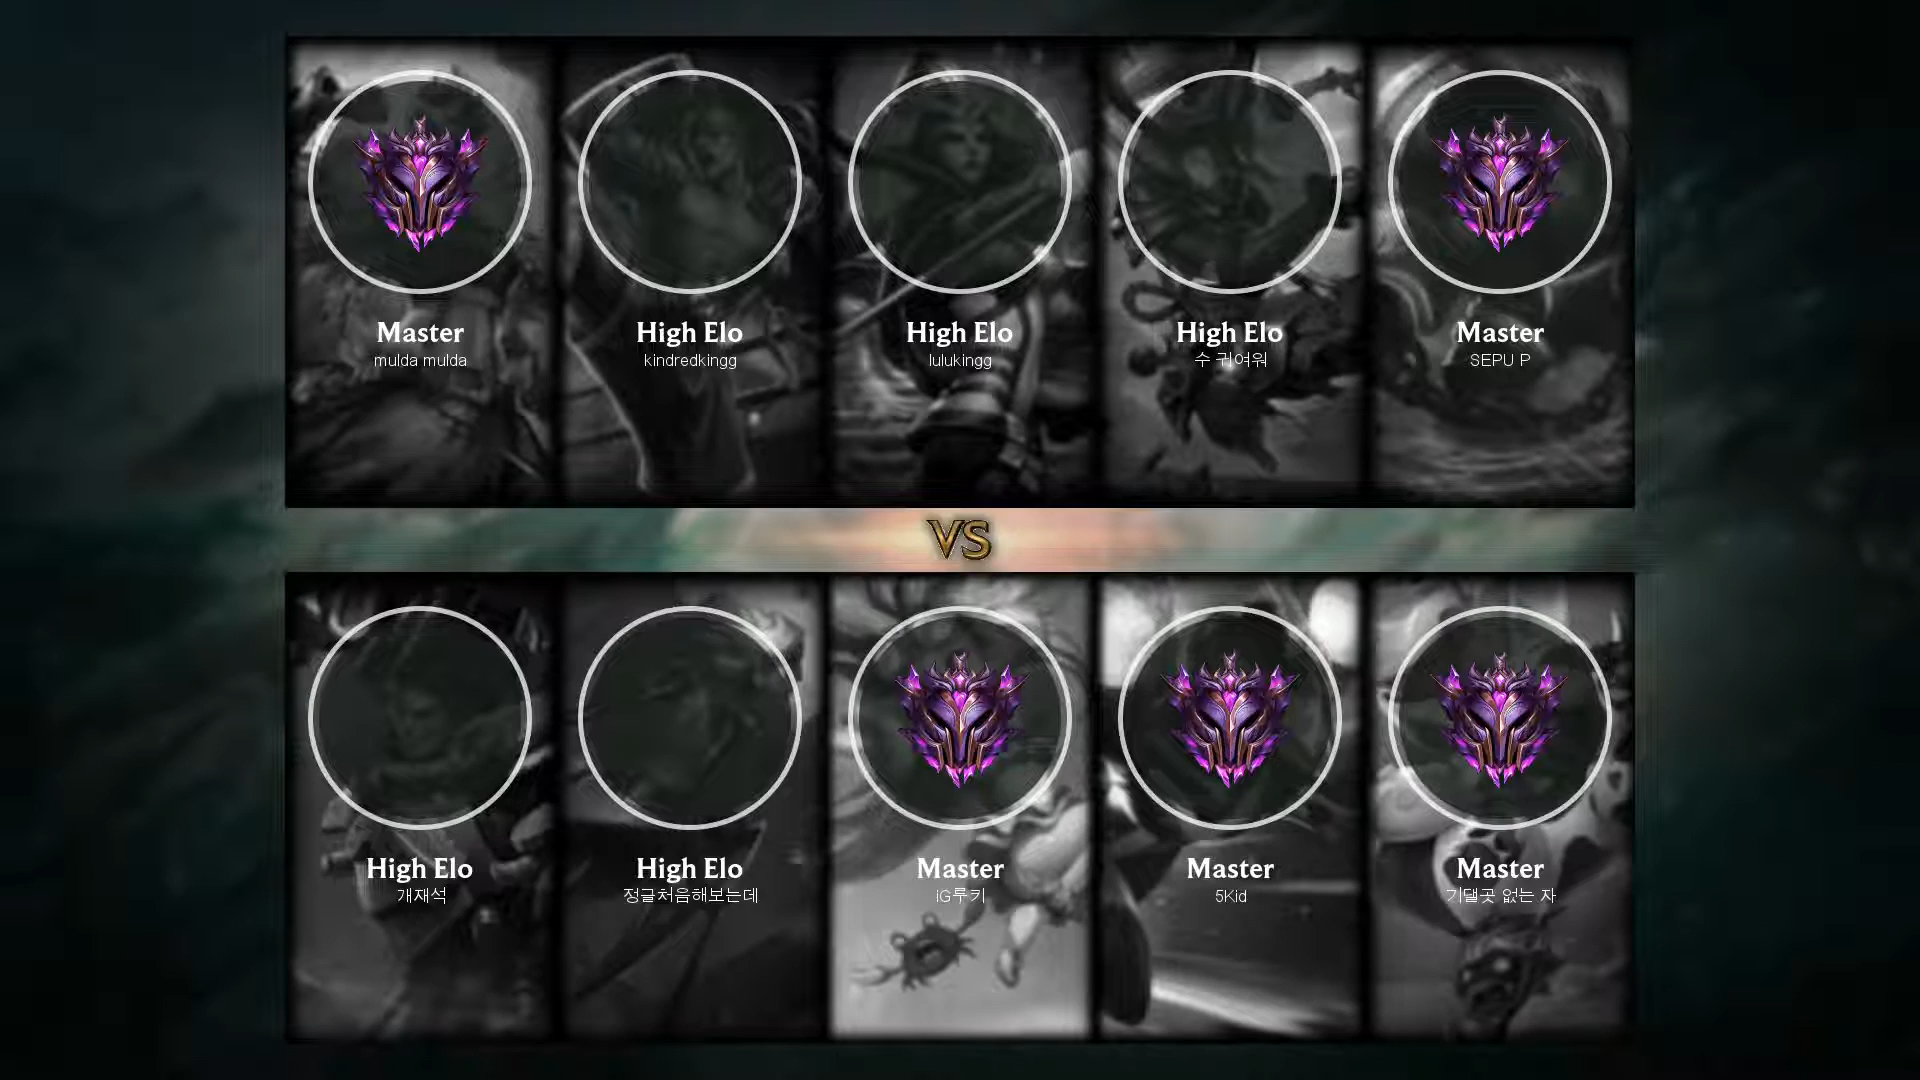 Master
mulda mulda
High Elo
kindredkingg
High Elo
lulukingg
High Elo
수 귀여워
Master
SEPU P
VS
High Elo
개재석
High Elo
정글처음해보는데
Master
iG루키
Master
5Kid
Master
기댈곳 없는 자